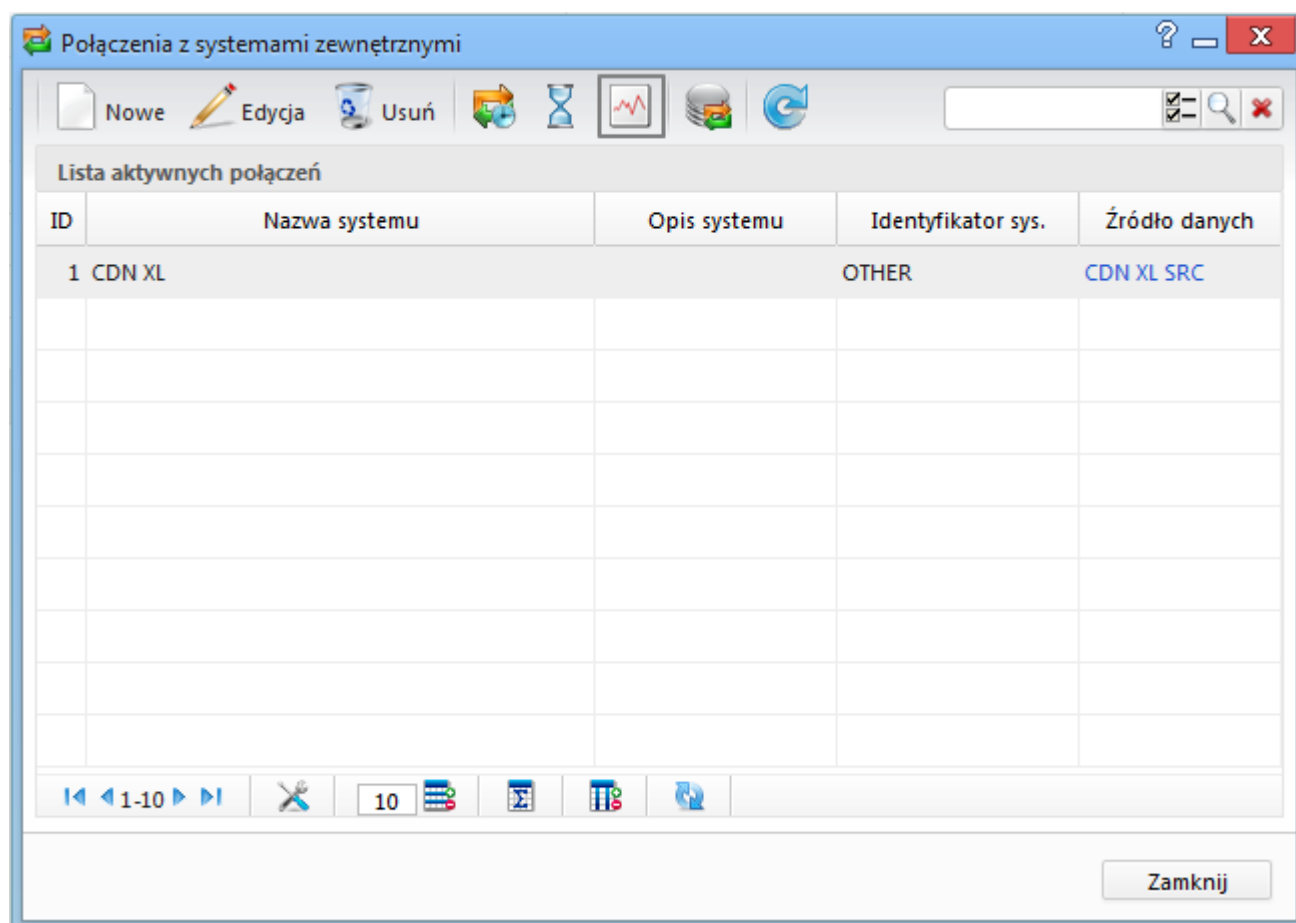 Połączenia z systemami zewnętrznymi
Nowe Edycja Usuń
Lista aktywnych połączeń
ID Nazwa systemu Opis systemu Identyfikator sys. Źródło danych
1 CDN XL OTHER CDN XL SRC
1-10 10
Zamknij